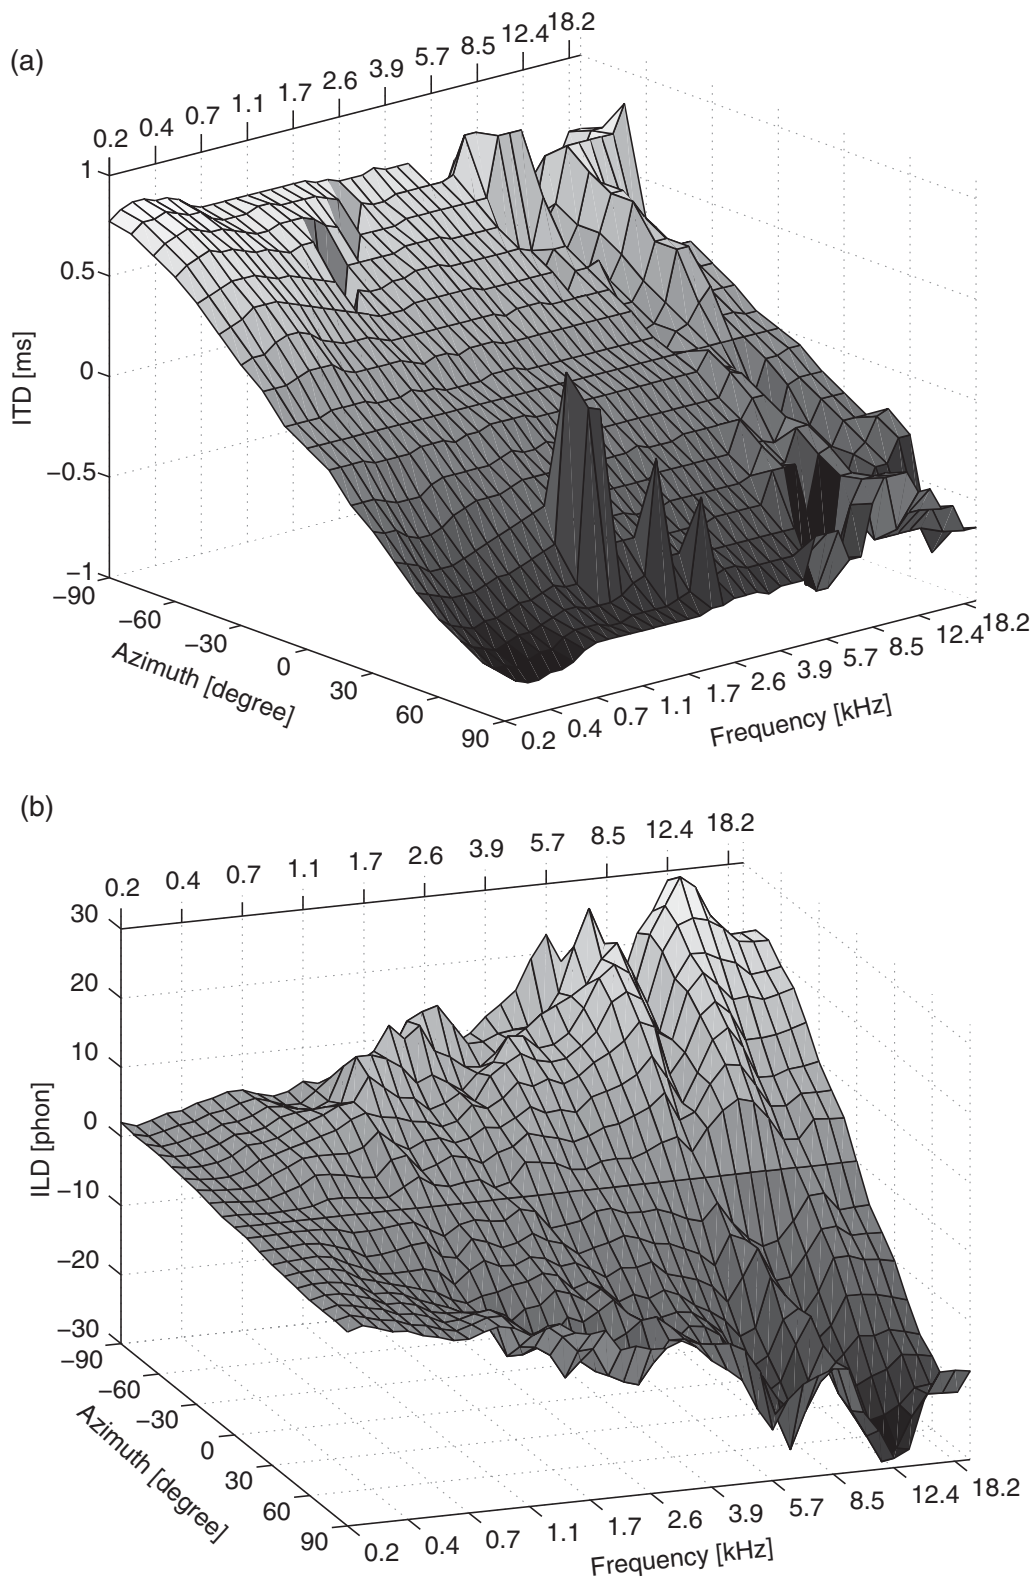 (a)
0.2 0.4 0.7 1.1 1.7 2.6 3.9 5.7 8.5 12.4 18.2
1
0.5
0
−0.5
−1
ITD [ms]
−90
−60
−30
0
30
60
90
Azimuth [degree]
0.2 0.4 0.7 1.1 1.7 2.6 3.9 5.7 8.5 12.4 18.2
Frequency [kHz]
(b)
0.2 0.4 0.7 1.1 1.7 2.6 3.9 5.7 8.5 12.4 18.2
30
20
10
0
−10
−20
−30
ILD [phon]
−90
−60
−30
0
30
60
90
Azimuth [degree]
0.2 0.4 0.7 1.1 1.7 2.6 3.9 5.7 8.5 12.4 18.2
Frequency [kHz]